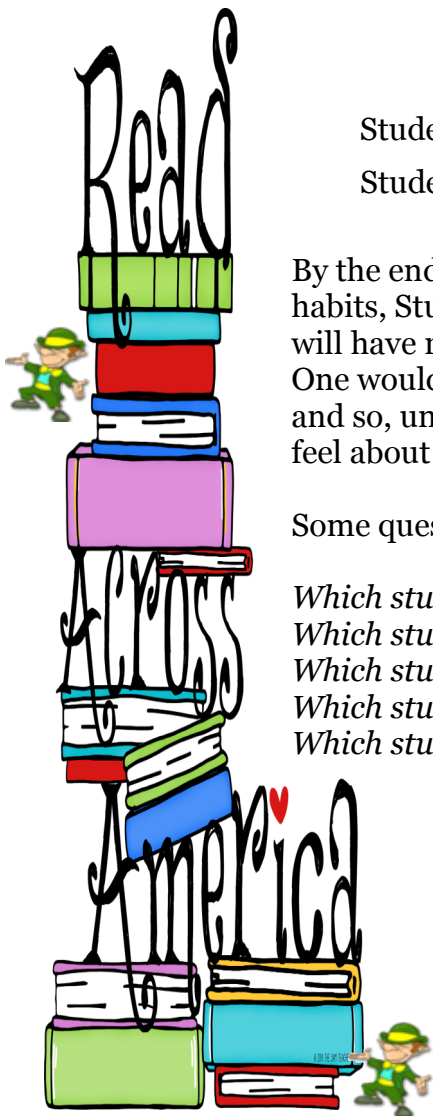 Read
Across
America
Stude
Stude
By the end
habits, Stu
will have r
One would
and so, un
feel about
Some ques
Which stu
Which stu
Which stu
Which stu
Which stu